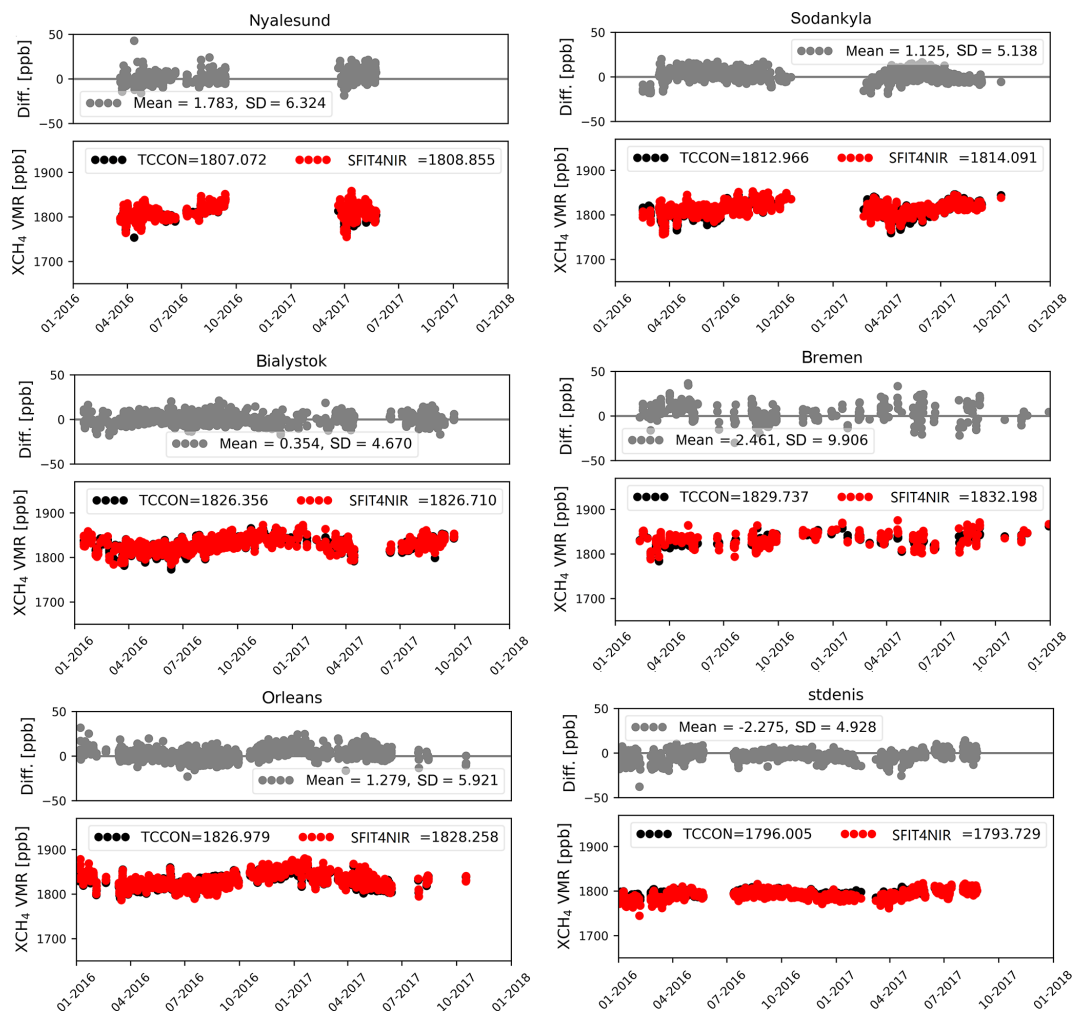 Nyalesund
50
0
−50
Diff. [ppb]
Mean = 1.783, SD = 6.324
1900
1800
1700
XCH₄ VMR [ppb]
TCCON=1807.072 SFIT4NIR =1808.855
01-2016 04-2016 07-2016 10-2016 01-2017 04-2017 07-2017 10-2017 01-2018
Sodankyla
50
0
−50
Diff. [ppb]
Mean = 1.125, SD = 5.138
1900
1800
1700
XCH₄ VMR [ppb]
TCCON=1812.966 SFIT4NIR =1814.091
01-2016 04-2016 07-2016 10-2016 01-2017 04-2017 07-2017 10-2017 01-2018
Bialystok
50
0
−50
Diff. [ppb]
Mean = 0.354, SD = 4.670
1900
1800
1700
XCH₄ VMR [ppb]
TCCON=1826.356 SFIT4NIR =1826.710
01-2016 04-2016 07-2016 10-2016 01-2017 04-2017 07-2017 10-2017 01-2018
Bremen
50
0
−50
Diff. [ppb]
Mean = 2.461, SD = 9.906
1900
1800
1700
XCH₄ VMR [ppb]
TCCON=1829.737 SFIT4NIR =1832.198
01-2016 04-2016 07-2016 10-2016 01-2017 04-2017 07-2017 10-2017 01-2018
Orleans
50
0
−50
Diff. [ppb]
Mean = 1.279, SD = 5.921
1900
1800
1700
XCH₄ VMR [ppb]
TCCON=1826.979 SFIT4NIR =1828.258
01-2016 04-2016 07-2016 10-2016 01-2017 04-2017 07-2017 10-2017 01-2018
stdenis
50
0
−50
Diff. [ppb]
Mean = -2.275, SD = 4.928
1900
1800
1700
XCH₄ VMR [ppb]
TCCON=1796.005 SFIT4NIR =1793.729
01-2016 04-2016 07-2016 10-2016 01-2017 04-2017 07-2017 10-2017 01-2018